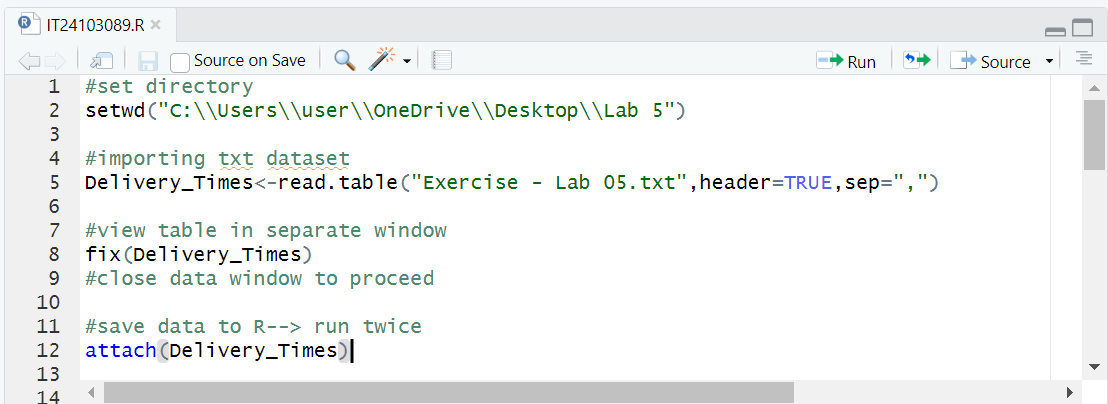 IT24103089.R
Source on Save
Run
Source
1 #set directory
2 setwd("C:\\Users\\user\\OneDrive\\Desktop\\Lab 5")
3
4 #importing txt dataset
5 Delivery_Times<-read.table("Exercise - Lab 05.txt",header=TRUE,sep=",")
6
7 #view table in separate window
8 fix(Delivery_Times)
9 #close data window to proceed
10
11 #save data to R--> run twice
12 attach(Delivery_Times)
13
14